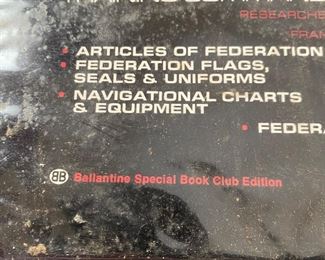 RESEARCHE
FRAN
• ARTICLES OF FEDERATION
• FEDERATION FLAGS,
SEALS & UNIFORMS
• NAVIGATIONAL CHARTS
& EQUIPMENT
• FEDERA
BB Ballantine Special Book Club Edition